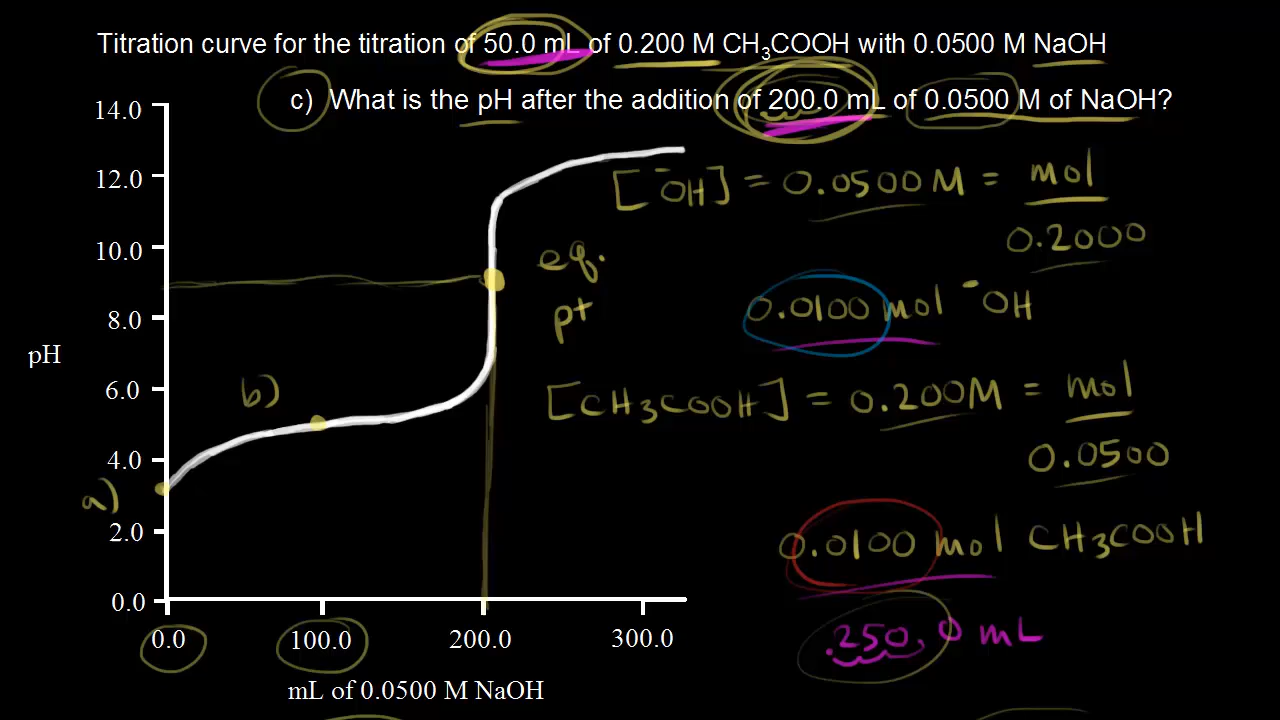 Titration curve for the titration of 50.0 mL of 0.200 M CH₃COOH with 0.0500 M NaOH
c) What is the pH after the addition of 200.0 mL of 0.0500 M of NaOH?
14.0
12.0
10.0
8.0
6.0
4.0
2.0
0.0
pH
0.0 100.0 200.0 300.0
mL of 0.0500 M NaOH
a)
b)
eq.
pt
[⁻OH] = 0.0500 M = mol
0.2000
0.0100 mol ⁻OH
[CH₃COOH] = 0.200 M = mol
0.0500
0.0100 mol CH₃COOH
.250.0 mL